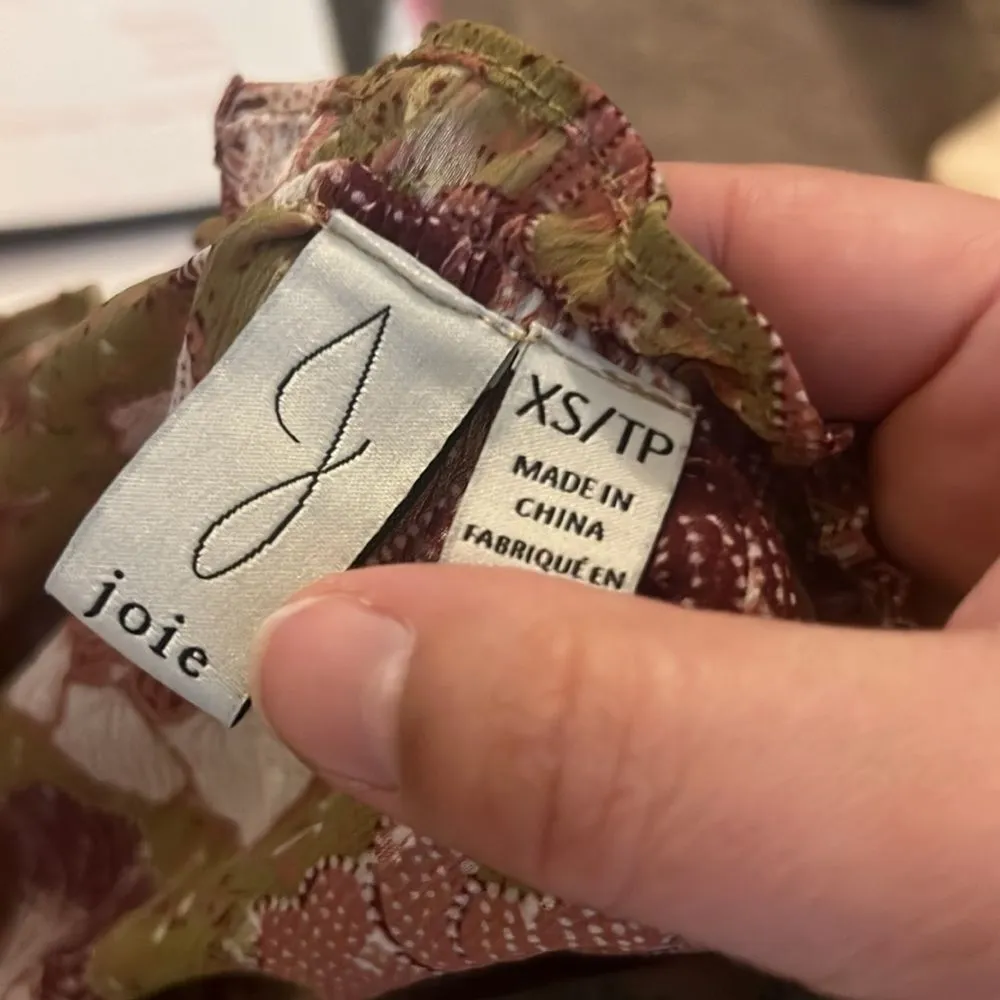 J
joie
XS/TP
MADE IN
CHINA
FABRIQUÉ EN